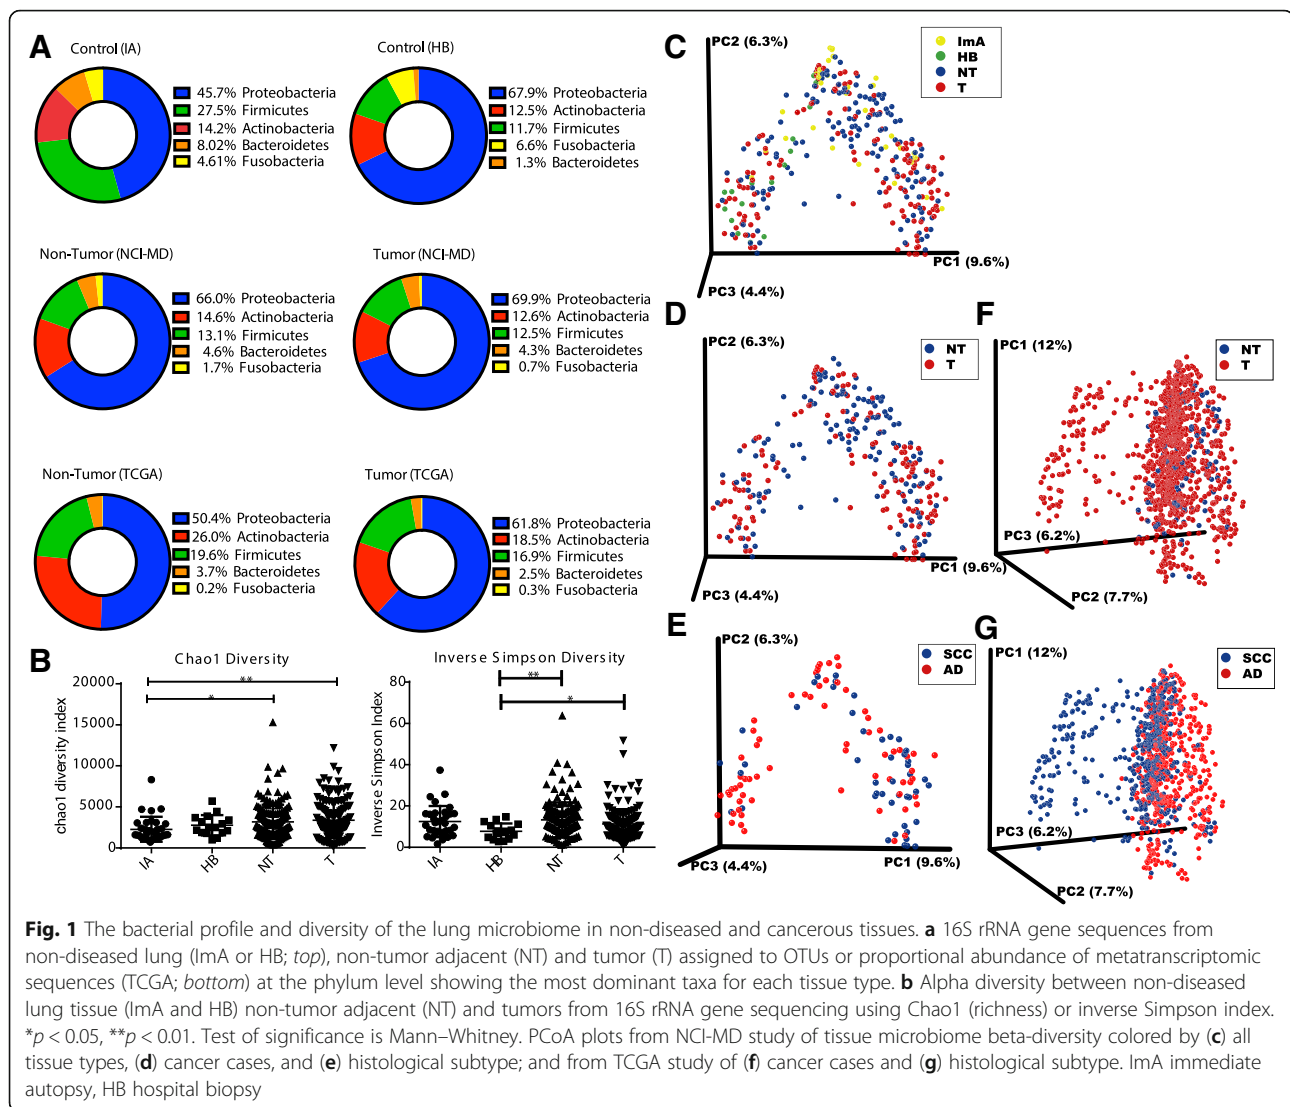 A
Control (IA)
45.7% Proteobacteria
27.5% Firmicutes
14.2% Actinobacteria
8.02% Bacteroidetes
4.61% Fusobacteria
Control (HB)
67.9% Proteobacteria
12.5% Actinobacteria
11.7% Firmicutes
6.6% Fusobacteria
1.3% Bacteroidetes
Non-Tumor (NCI-MD)
66.0% Proteobacteria
14.6% Actinobacteria
13.1% Firmicutes
4.6% Bacteroidetes
1.7% Fusobacteria
Tumor (NCI-MD)
69.9% Proteobacteria
12.6% Actinobacteria
12.5% Firmicutes
4.3% Bacteroidetes
0.7% Fusobacteria
Non-Tumor (TCGA)
50.4% Proteobacteria
26.0% Actinobacteria
19.6% Firmicutes
3.7% Bacteroidetes
0.2% Fusobacteria
Tumor (TCGA)
61.8% Proteobacteria
18.5% Actinobacteria
16.9% Firmicutes
2.5% Bacteroidetes
0.3% Fusobacteria
B
Chao1 Diversity
chao1 diversity index
20000
15000
10000
5000
0
**
*
IA
HB
NT
T
Inverse Simpson Diversity
Inverse Simpson Index
80
60
40
20
0
**
*
IA
HB
NT
T
C
PC2 (6.3%)
ImA
HB
NT
T
PC1 (9.6%)
PC3 (4.4%)
D
PC2 (6.3%)
NT
T
PC1 (9.6%)
PC3 (4.4%)
E
PC2 (6.3%)
SCC
AD
PC1 (9.6%)
PC3 (4.4%)
F
PC1 (12%)
NT
T
PC3 (6.2%)
PC2 (7.7%)
G
PC1 (12%)
SCC
AD
PC3 (6.2%)
PC2 (7.7%)
Fig. 1 The bacterial profile and diversity of the lung microbiome in non-diseased and cancerous tissues. a 16S rRNA gene sequences from
non-diseased lung (ImA or HB; top), non-tumor adjacent (NT) and tumor (T) assigned to OTUs or proportional abundance of metatranscriptomic
sequences (TCGA; bottom) at the phylum level showing the most dominant taxa for each tissue type. b Alpha diversity between non-diseased
lung tissue (ImA and HB) non-tumor adjacent (NT) and tumors from 16S rRNA gene sequencing using Chao1 (richness) or inverse Simpson index.
*p < 0.05, **p < 0.01. Test of significance is Mann–Whitney. PCoA plots from NCI-MD study of tissue microbiome beta-diversity colored by (c) all
tissue types, (d) cancer cases, and (e) histological subtype; and from TCGA study of (f) cancer cases and (g) histological subtype. ImA immediate
autopsy, HB hospital biopsy